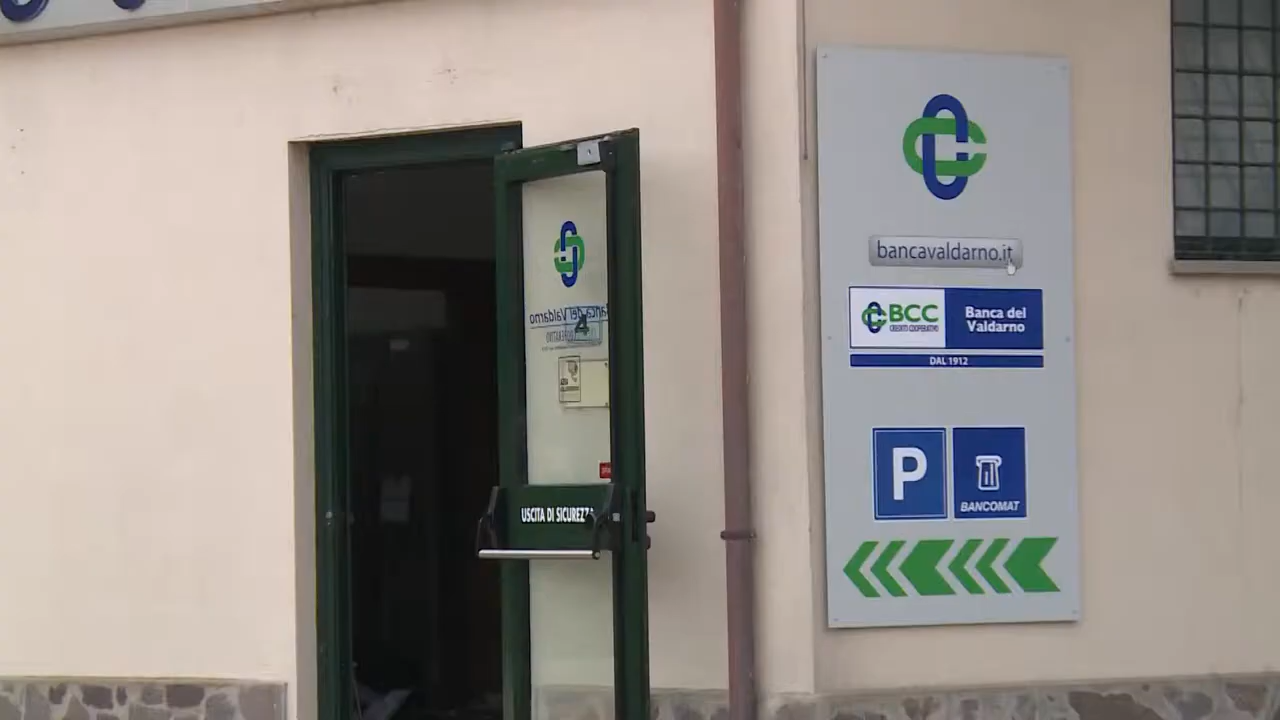 bancavaldarno.it
BCC
CREDITO COOPERATIVO
Banca del
Valdarno
DAL 1912
P
BANCOMAT
Banca del Valdarno
4
USCITA DI SICUREZZA